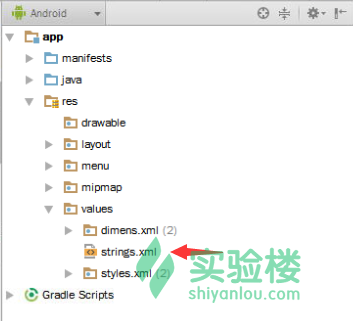 Android
app
manifests
java
res
drawable
layout
menu
mipmap
values
dimens.xml (2)
strings.xml
styles.xml (2)
Gradle Scripts
实验楼
shiyanlou.com